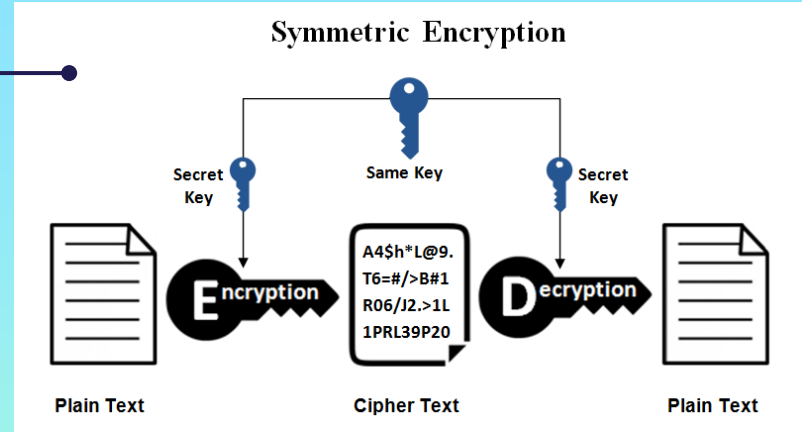 Symmetric Encryption
Secret
Key
Same Key
Secret
Key
Encryption
A4$h*L@9.
T6=#/>B#1
R06/J2.>1L
1PRL39P20
Decryption
Plain Text
Cipher Text
Plain Text